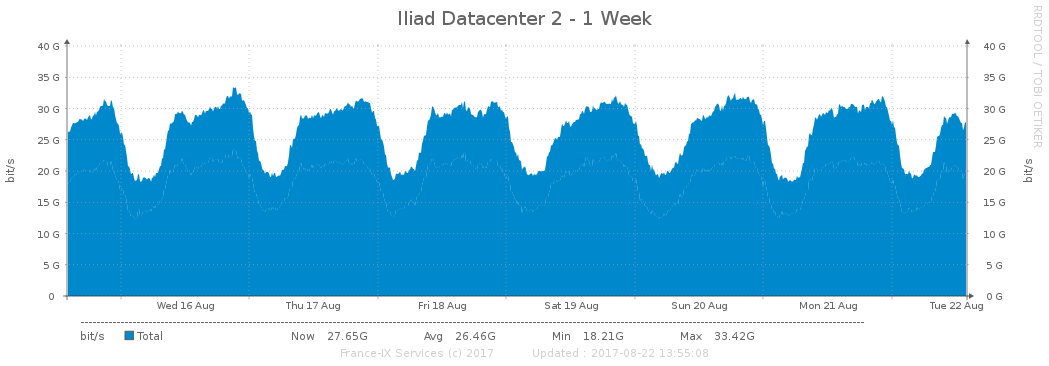 Iliad Datacenter 2 - 1 Week
RRDTOOL / TOBI OETIKER
40 G 40 G
35 G 35 G
30 G 30 G
25 G 25 G
20 G 20 G
15 G 15 G
10 G 10 G
5 G 5 G
0 0 G
bit/s bit/s
Wed 16 Aug Thu 17 Aug Fri 18 Aug Sat 19 Aug Sun 20 Aug Mon 21 Aug Tue 22 Aug
bit/s Total Now 27.65G Avg 26.46G Min 18.21G Max 33.42G
France-IX Services (c) 2017 Updated : 2017-08-22 13:55:08